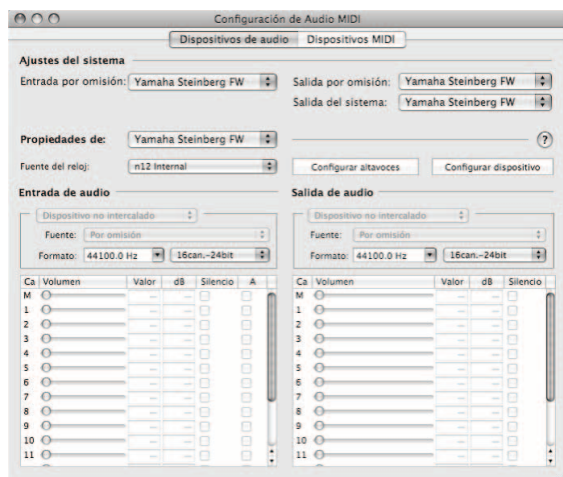 Configuración de Audio MIDI
Dispositivos de audio Dispositivos MIDI
Ajustes del sistema
Entrada por omisión: Yamaha Steinberg FW
Salida por omisión: Yamaha Steinberg FW
Salida del sistema: Yamaha Steinberg FW
Propiedades de: Yamaha Steinberg FW
?
Fuente del reloj: n12 Internal
Configurar altavoces Configurar dispositivo
Entrada de audio
Dispositivo no intercalado
Fuente: Por omisión
Formato: 44100.0 Hz 16can.-24bit
Ca Volumen Valor dB Silencio A
M
1
2
3
4
5
6
7
8
9
10
11
Salida de audio
Dispositivo no intercalado
Fuente: Por omisión
Formato: 44100.0 Hz 16can.-24bit
Ca Volumen Valor dB Silencio
M
1
2
3
4
5
6
7
8
9
10
11